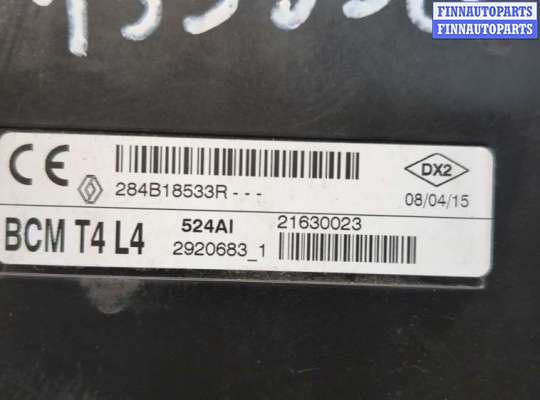 FINNAUTOPARTS
FINNAUTOPARTS
CE
284B18533R - - -
DX2
08/04/15
BCM T4 L4
524AI
21630023
2920683_1